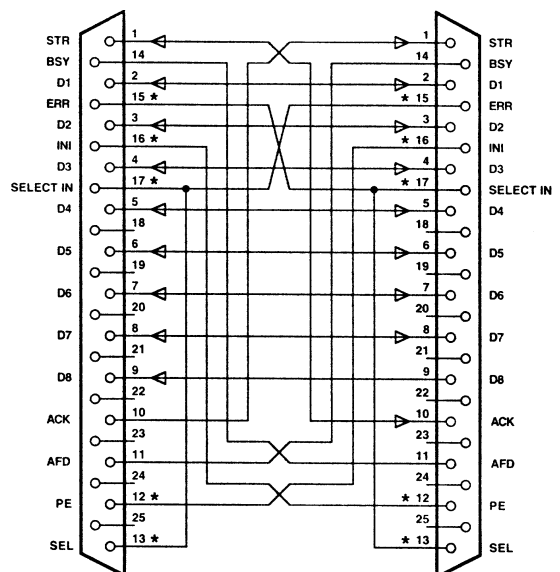 STR 1 1 STR
BSY 14 14 BSY
D1 2 2 D1
ERR 15 * * 15 ERR
D2 3 3 D2
INI 16 * * 16 INI
D3 4 4 D3
SELECT IN 17 * * 17 SELECT IN
D4 5 5 D4
18 18
D5 6 6 D5
19 19
D6 7 7 D6
20 20
D7 8 8 D7
21 21
D8 9 9 D8
22 22
ACK 10 10 ACK
23 23
AFD 11 11 AFD
24 24
PE 12 * * 12 PE
25 25
SEL 13 * * 13 SEL